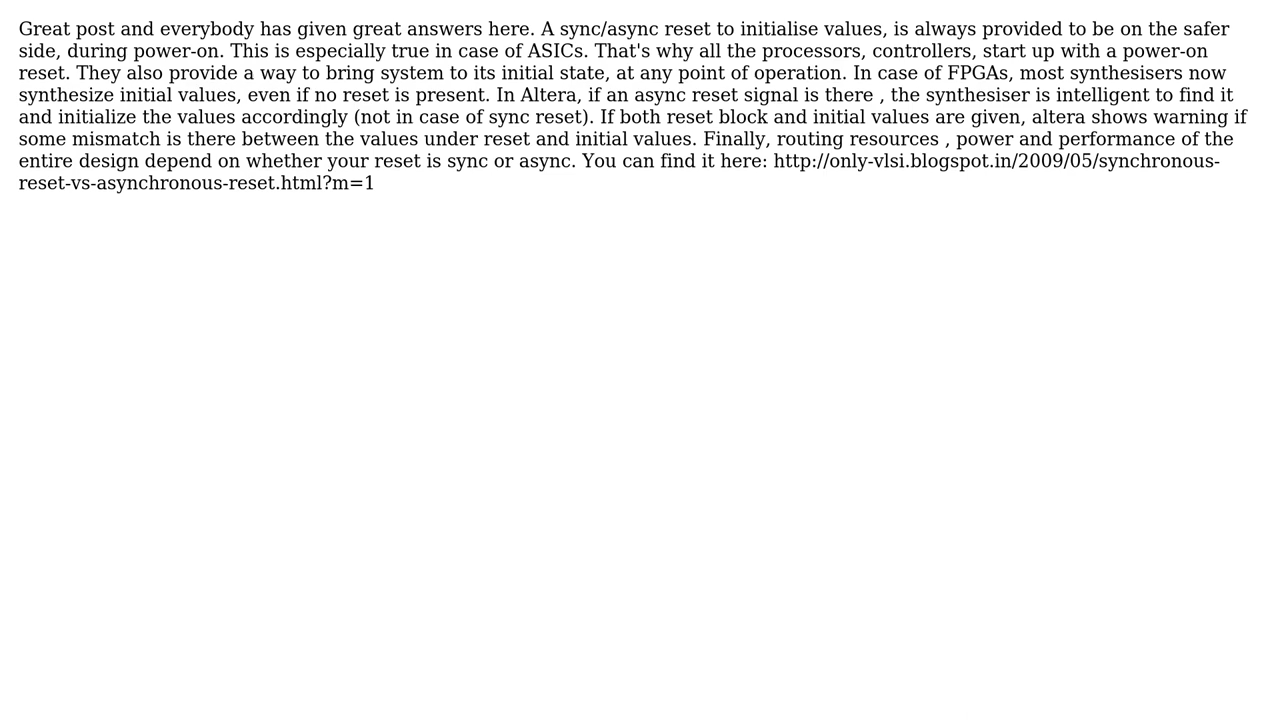 Great post and everybody has given great answers here. A sync/async reset to initialise values, is always provided to be on the safer
side, during power-on. This is especially true in case of ASICs. That's why all the processors, controllers, start up with a power-on
reset. They also provide a way to bring system to its initial state, at any point of operation. In case of FPGAs, most synthesisers now
synthesize initial values, even if no reset is present. In Altera, if an async reset signal is there , the synthesiser is intelligent to find it
and initialize the values accordingly (not in case of sync reset). If both reset block and initial values are given, altera shows warning if
some mismatch is there between the values under reset and initial values. Finally, routing resources , power and performance of the
entire design depend on whether your reset is sync or async. You can find it here: http://only-vlsi.blogspot.in/2009/05/synchronous-
reset-vs-asynchronous-reset.html?m=1